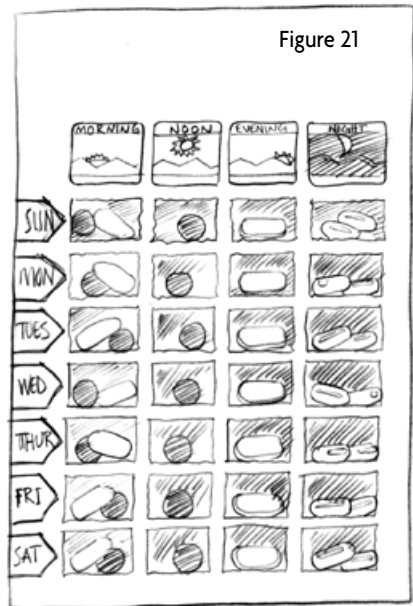 Figure 21
MORNING NOON EVENING NIGHT
SUN
MON
TUES
WED
THUR
FRI
SAT